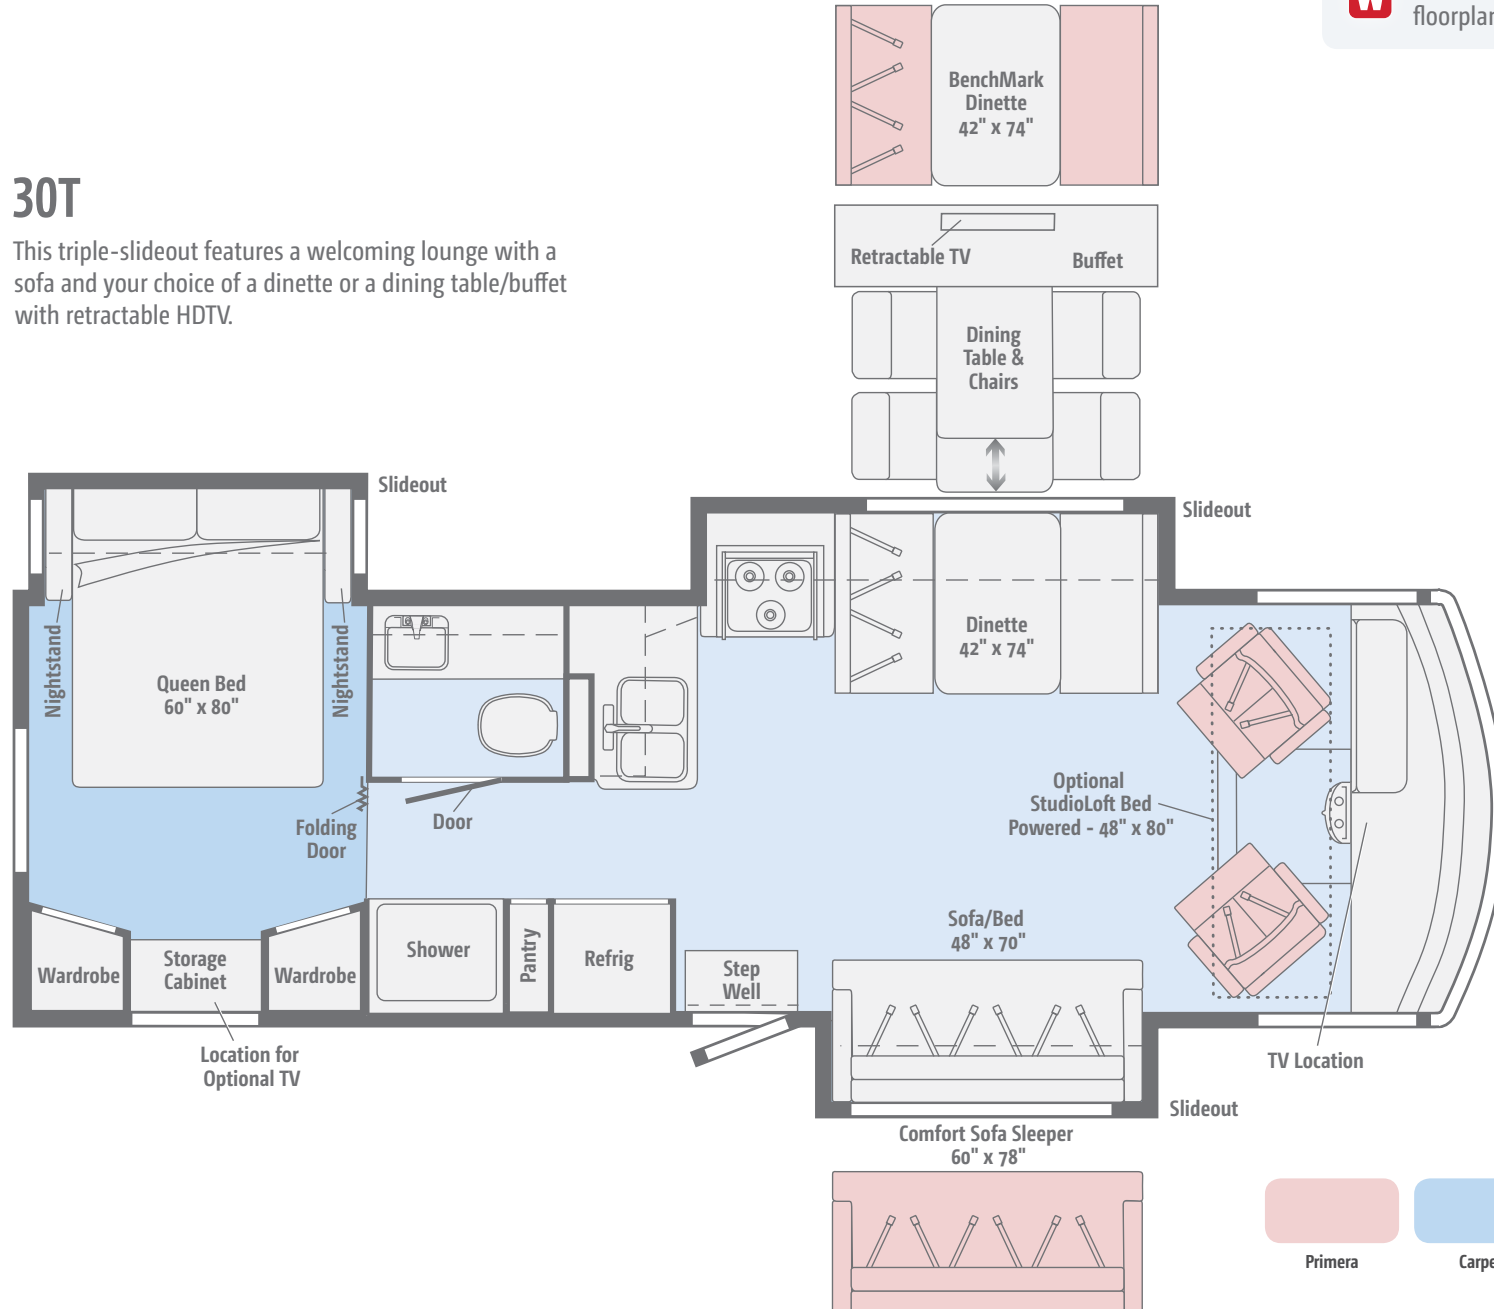 floorplan
BenchMark
Dinette
42" x 74"
30T
This triple-slideout features a welcoming lounge with a
sofa and your choice of a dinette or a dining table/buffet
with retractable HDTV.
Retractable TV
Buffet
Dining
Table &
Chairs
Slideout
Slideout
Nightstand
Queen Bed
60" x 80"
Nightstand
Dinette
42" x 74"
Optional
StudioLoft Bed
Powered - 48" x 80"
Folding
Door
Door
Sofa/Bed
48" x 70"
Wardrobe
Storage
Cabinet
Wardrobe
Shower
Pantry
Refrig
Step
Well
Location for
Optional TV
TV Location
Slideout
Comfort Sofa Sleeper
60" x 78"
Primera
Carpe